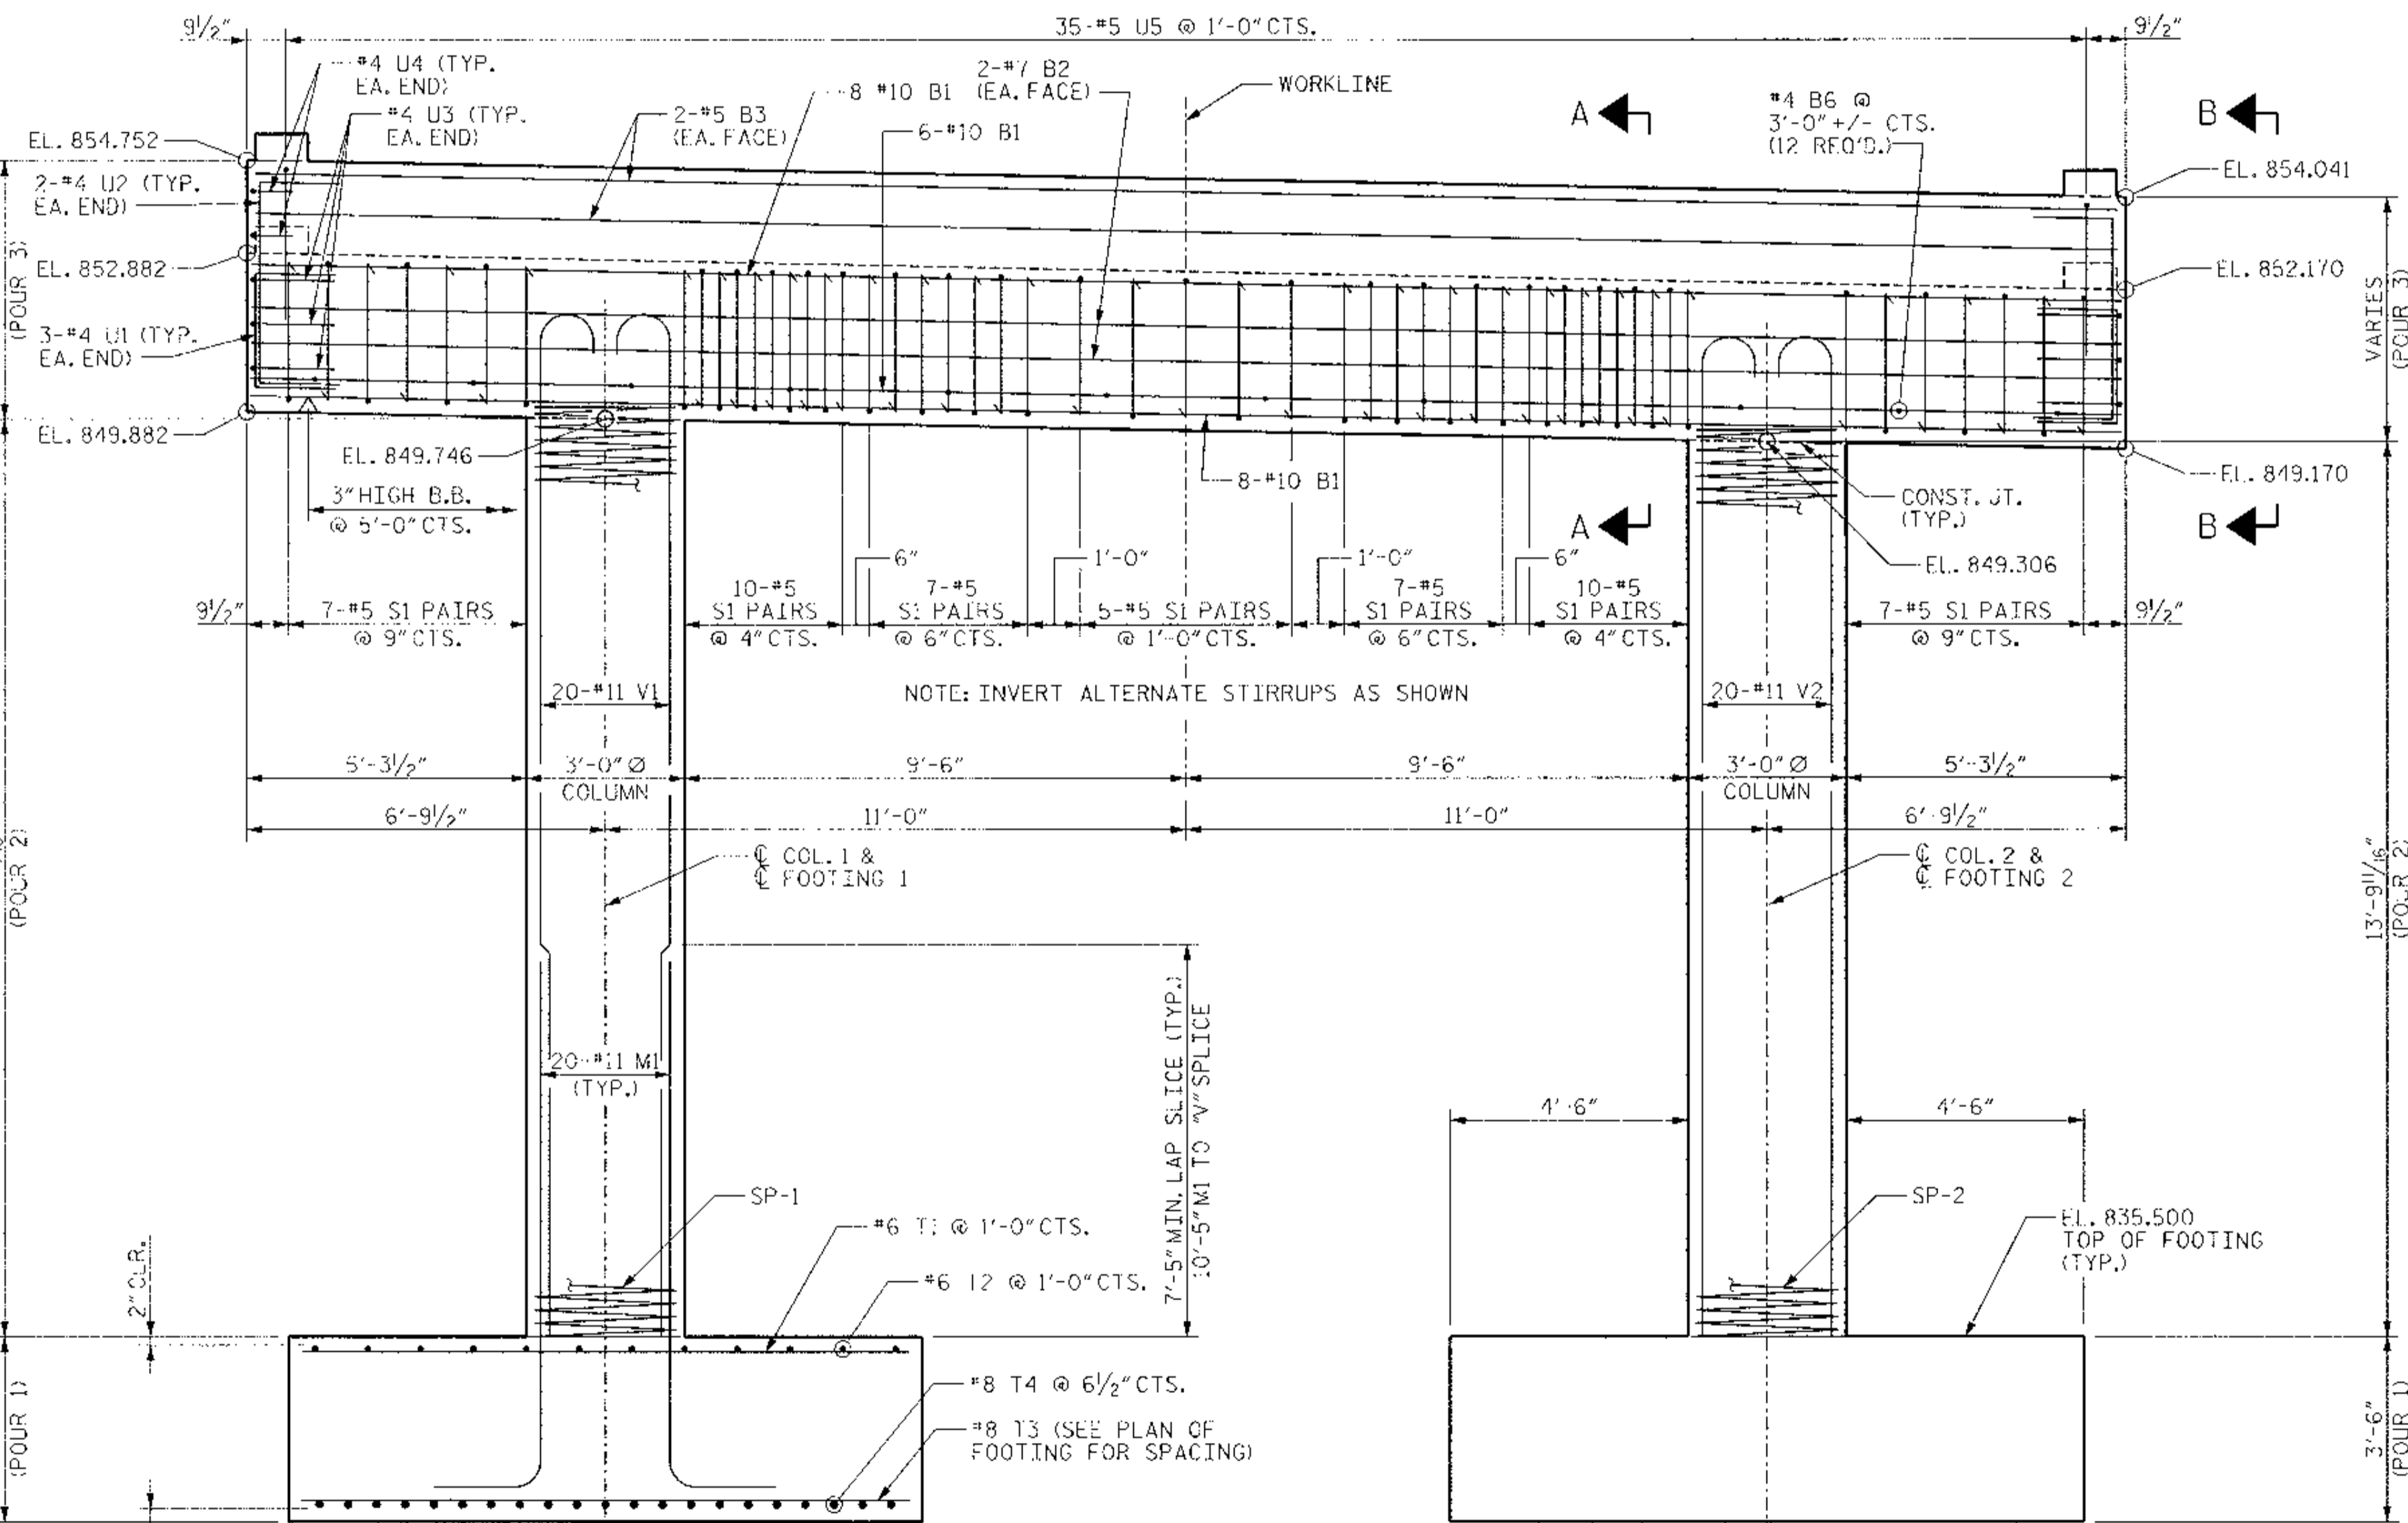 9½"
35-#5 U5 @ 1'-0" CTS.
9½"
#4 U4 (TYP.
EA. END)
#4 U3 (TYP.
EA. END)
8 #10 B1
2-#7 B2
(EA. FACE)
WORKLINE
2-#5 B3
(EA. FACE)
6-#10 B1
A
#4 B6 @
3'-0" +/- CTS.
(12 REQ'D.)
B
EL. 854.752
EL. 854.041
2-#4 U2 (TYP.
EA. END)
EL. 852.882
EL. 852.170
3-#4 U1 (TYP.
EA. END)
(POUR 3)
VARIES
(POUR 3)
EL. 849.882
EL. 849.746
8-#10 B1
EL. 849.170
3" HIGH B.B.
@ 5'-0" CTS.
A
CONST. JT.
(TYP.)
B
EL. 849.306
6"
1'-0"
1'-0"
6"
9½"
7-#5 S1 PAIRS
@ 9" CTS.
10-#5
S1 PAIRS
@ 4" CTS.
7-#5
S1 PAIRS
@ 6" CTS.
5-#5 S1 PAIRS
@ 1'-0" CTS.
7-#5
S1 PAIRS
@ 6" CTS.
10-#5
S1 PAIRS
@ 4" CTS.
7-#5 S1 PAIRS
@ 9" CTS.
9½"
20-#11 V1
NOTE: INVERT ALTERNATE STIRRUPS AS SHOWN
20-#11 V2
5'-3½"
3'-0" Ø
COLUMN
9'-6"
9'-6"
3'-0" Ø
COLUMN
5'-3½"
6'-9½"
11'-0"
11'-0"
6'-9½"
(POUR 2)
℄ COL. 1 &
℄ FOOTING 1
℄ COL. 2 &
℄ FOOTING 2
13'-9 11/16"
(POUR 2)
20-#11 M1
(TYP.)
7'-5" MIN. LAP SLICE (TYP.)
10'-5" M1 TO "V" SPLICE
4'-6"
4'-6"
SP-1
SP-2
#6 T1 @ 1'-0" CTS.
EL. 835.500
TOP OF FOOTING
(TYP.)
2" CLR.
#6 T2 @ 1'-0" CTS.
#8 T4 @ 6½" CTS.
#8 T3 (SEE PLAN OF
FOOTING FOR SPACING)
(POUR 1)
3'-6"
(POUR 1)